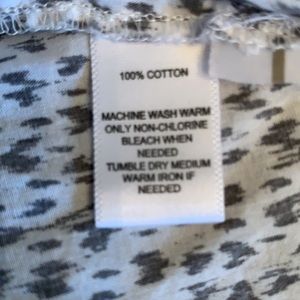 100% COTTON
MACHINE WASH WARM
ONLY NON-CHLORINE
BLEACH WHEN
NEEDED
TUMBLE DRY MEDIUM
WARM IRON IF
NEEDED